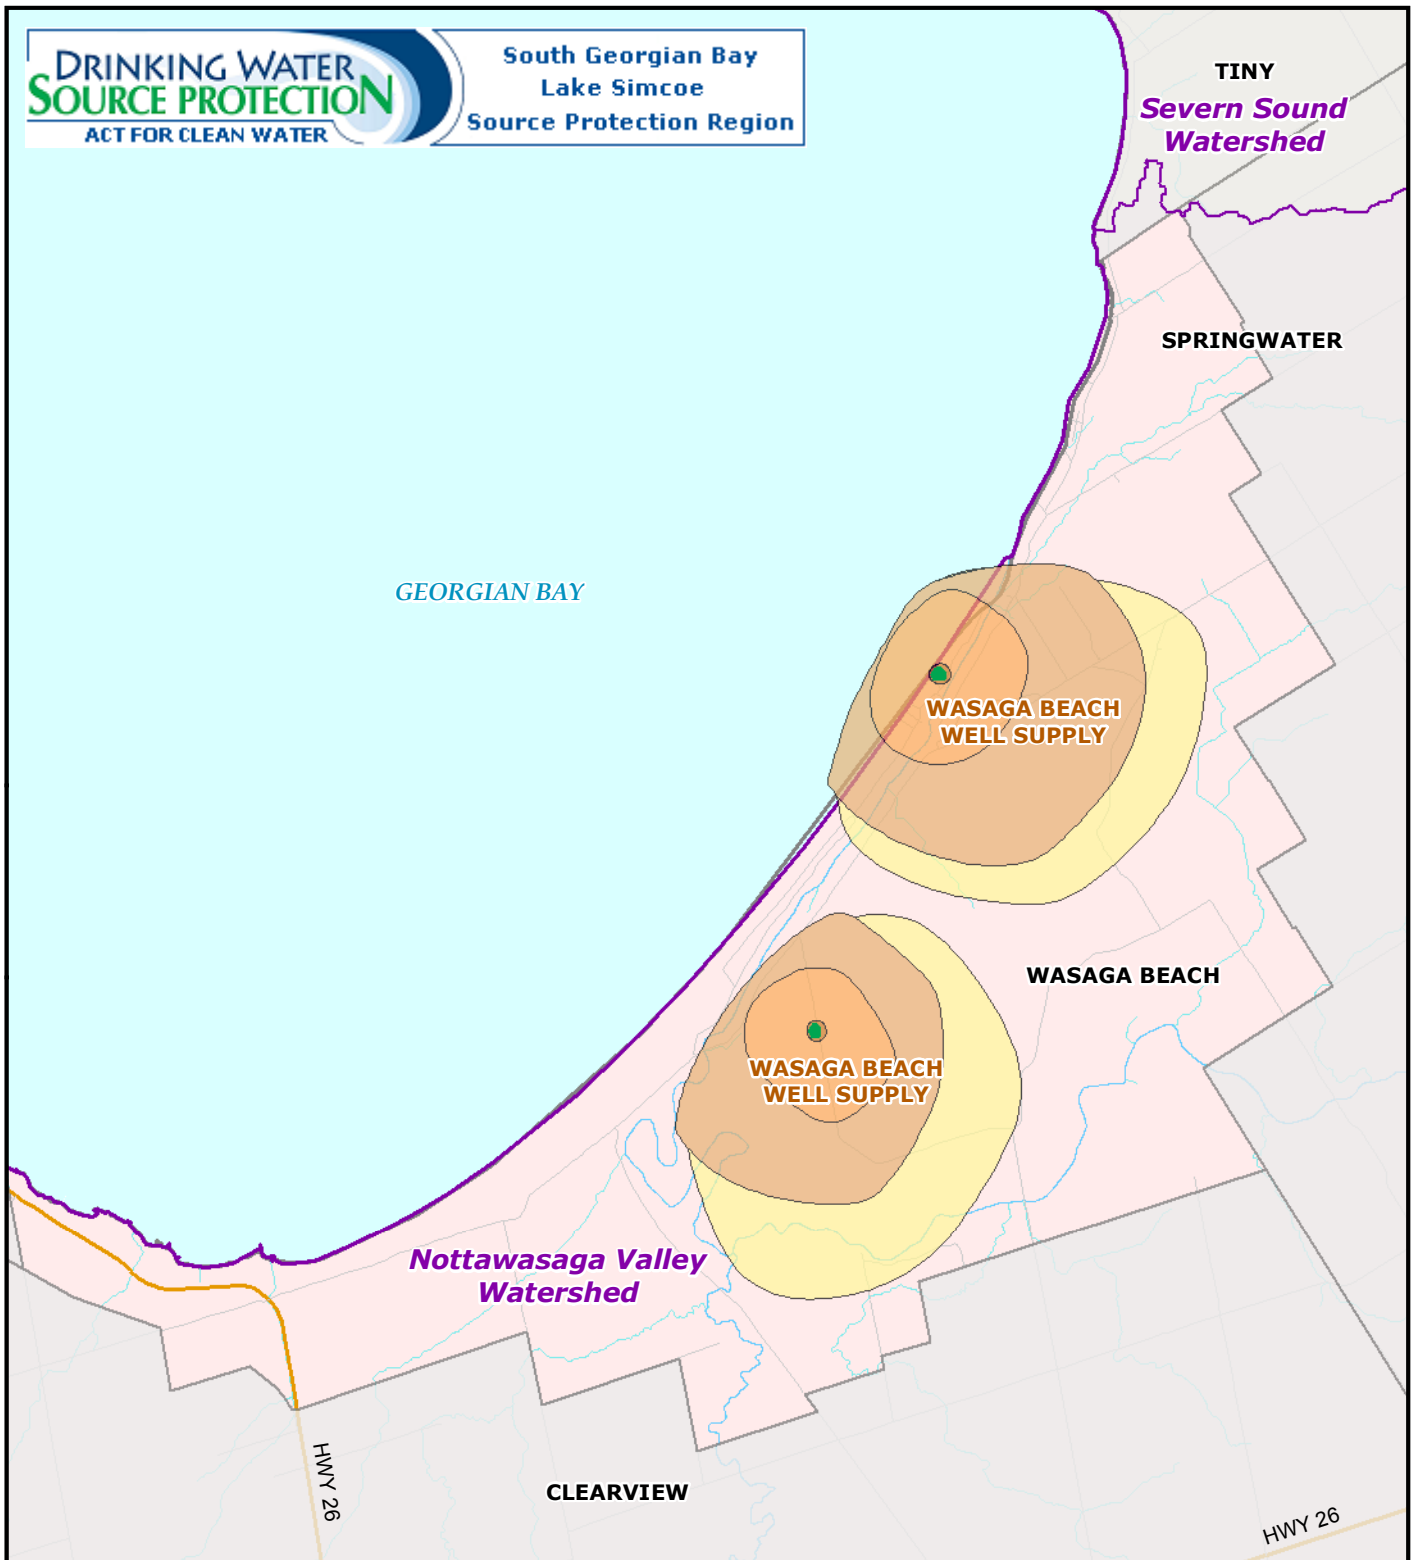 DRINKING WATER
SOURCE PROTECTION
ACT FOR CLEAN WATER
South Georgian Bay
Lake Simcoe
Source Protection Region
TINY
Severn Sound
Watershed
SPRINGWATER
GEORGIAN BAY
WASAGA BEACH
WELL SUPPLY
WASAGA BEACH
WASAGA BEACH
WELL SUPPLY
Nottawasaga Valley
Watershed
HWY 26
CLEARVIEW
HWY 26